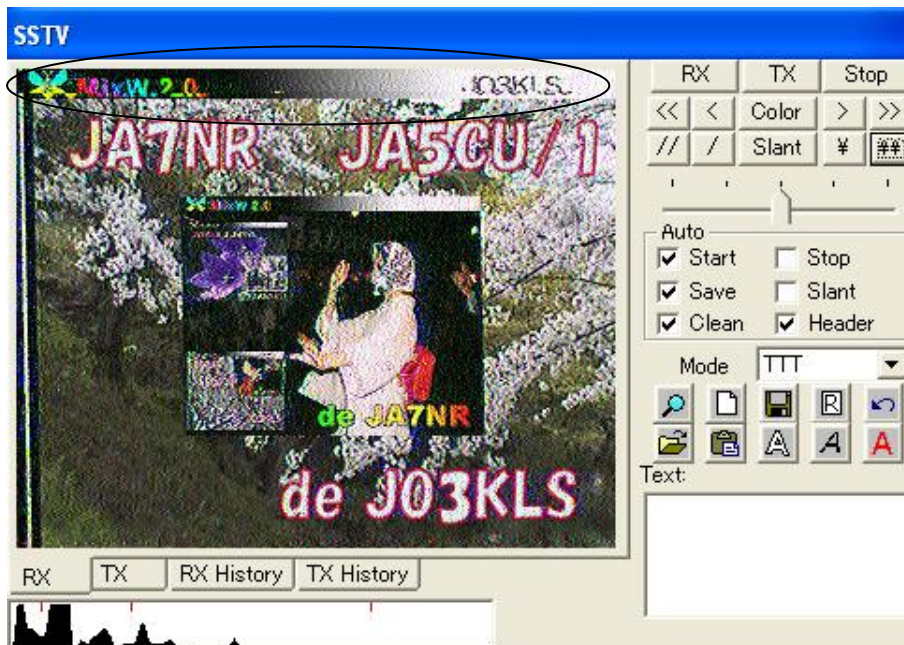 SSTV
MixW 2.0 JO3KLS
JA7NR JA5CU/1
MixW 2.0
de JA7NR
de JO3KLS
RX TX Stop
<< < Color > >>
// / Slant ¥ ¥¥
Auto
Start Stop
Save Slant
Clean Header
Mode TTT
R
A A A
Text:
RX TX RX History TX History